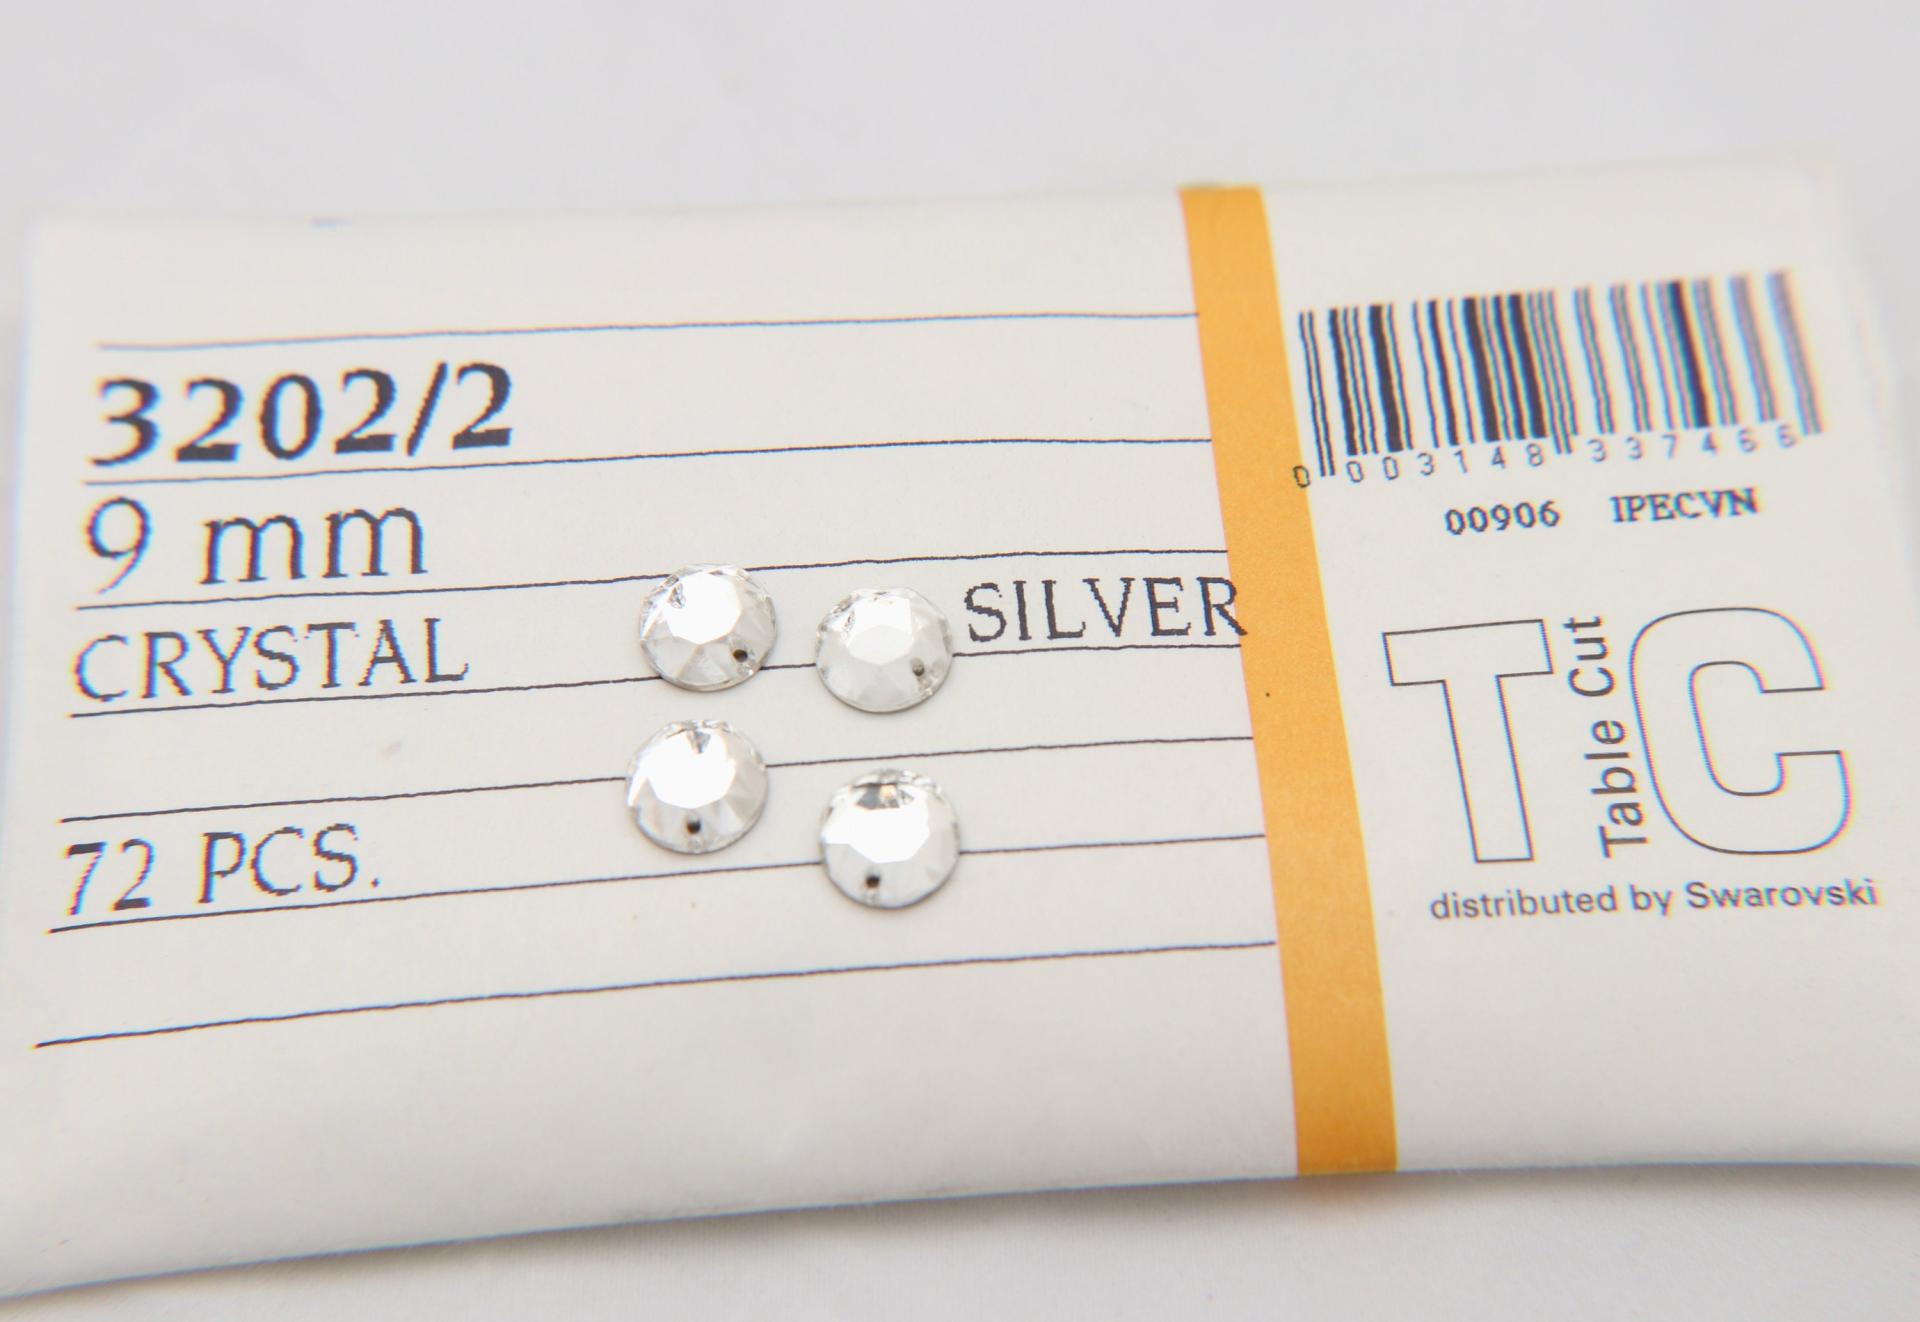 3202/2
9 mm
CRYSTAL SILVER
72 PCS.
0 003148 337466
00906 IPECVN
TC
Table Cut
distributed by Swarovski